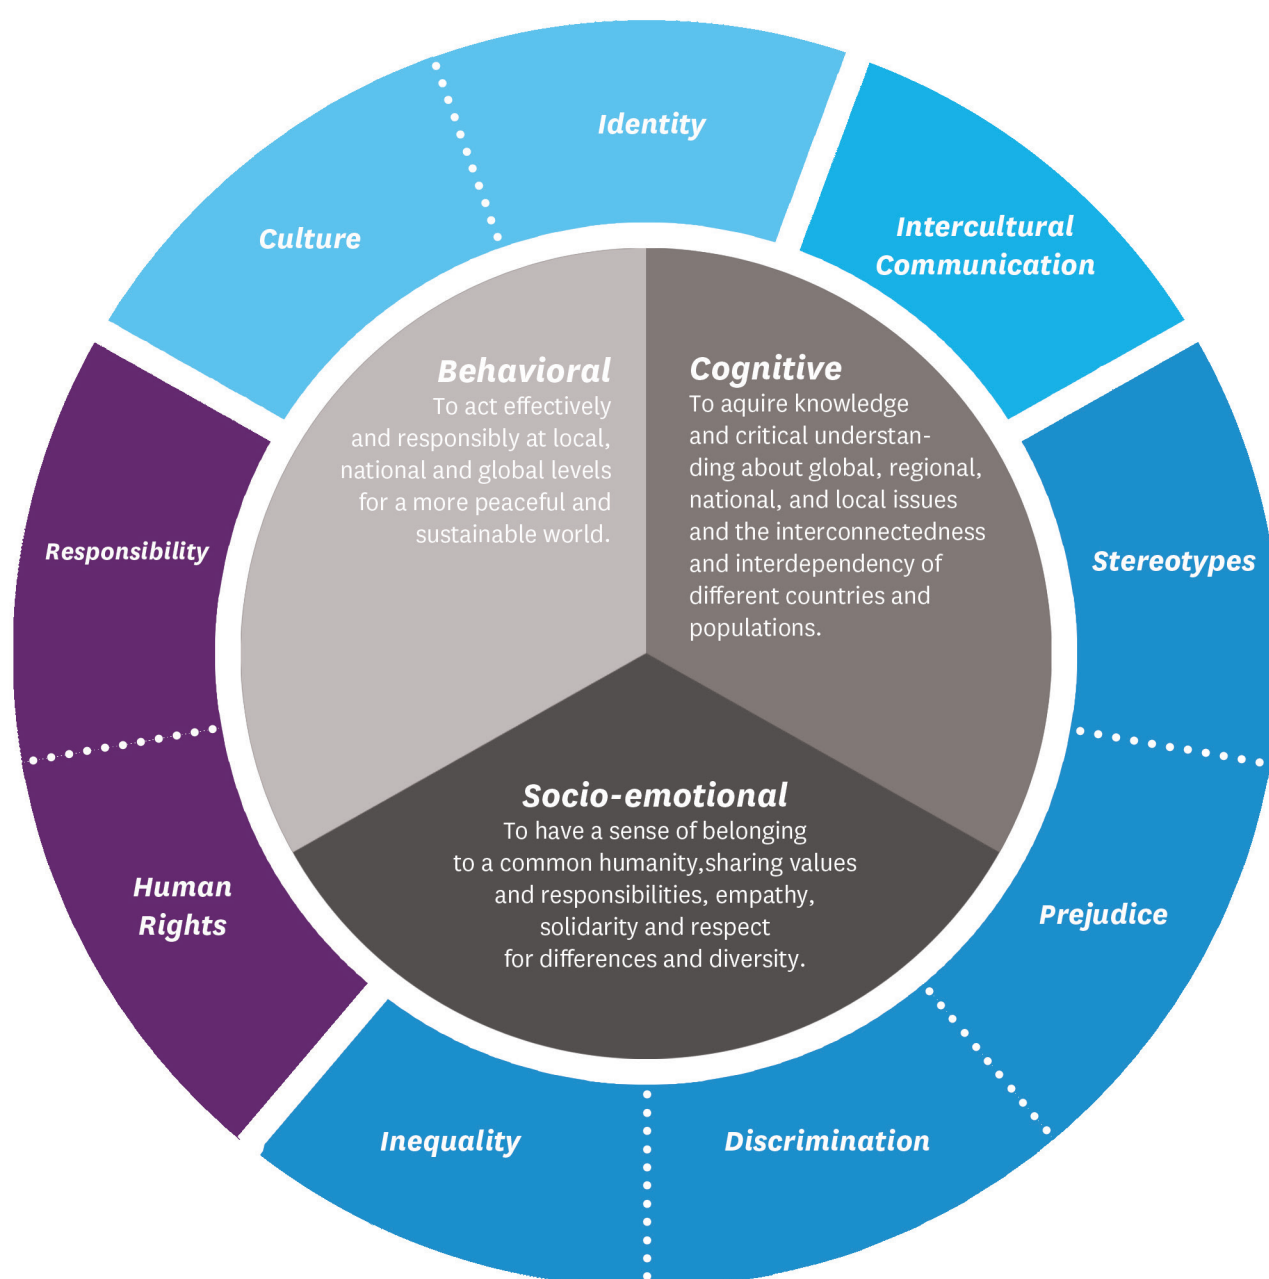 Identity
Culture
Intercultural
Communication
Behavioral
To act effectively
and responsibly at local,
national and global levels
for a more peaceful and
sustainable world.
Cognitive
To aquire knowledge
and critical understan-
ding about global, regional,
national, and local issues
and the interconnectedness
and interdependency of
different countries and
populations.
Responsibility
Stereotypes
Socio-emotional
To have a sense of belonging
to a common humanity,sharing values
and responsibilities, empathy,
solidarity and respect
for differences and diversity.
Human
Rights
Prejudice
Inequality
Discrimination